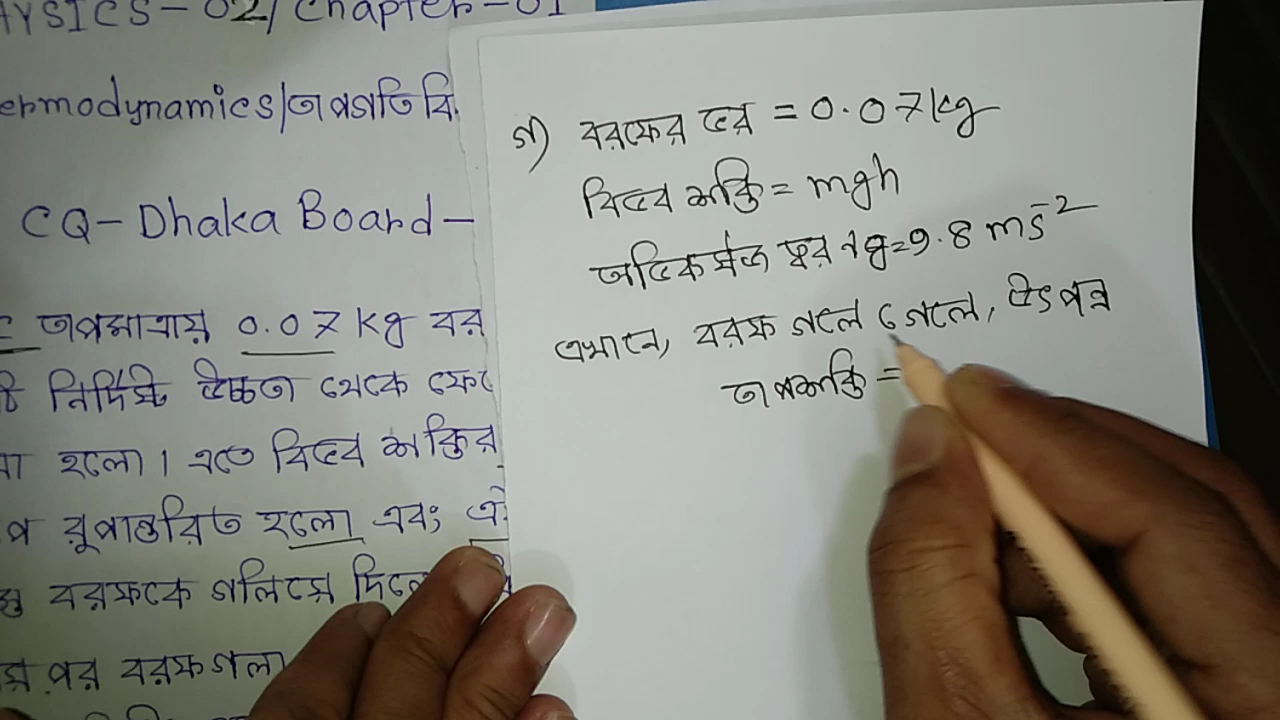 YSICS-02/Chapter-01
ermodynamics/তাপগতিবি
CQ-Dhaka Board-
তাপমাত্রায় 0.07 kg বর
নির্দিষ্ট উচ্চতা থেকে ফে
হলো। এতে বিভব শক্তির
রূপান্তরিত হলো এবং এ
বরফকে গলিয়ে দিলে
পর বরফ গলা
গ) বরফের ভর = 0.07 kg
বিভব শক্তি = mgh
অভিকর্ষজ ত্বরণ g=9.8 ms⁻²
এখানে, বরফ গলে গেলে, উৎপন্ন
তাপশক্তি =